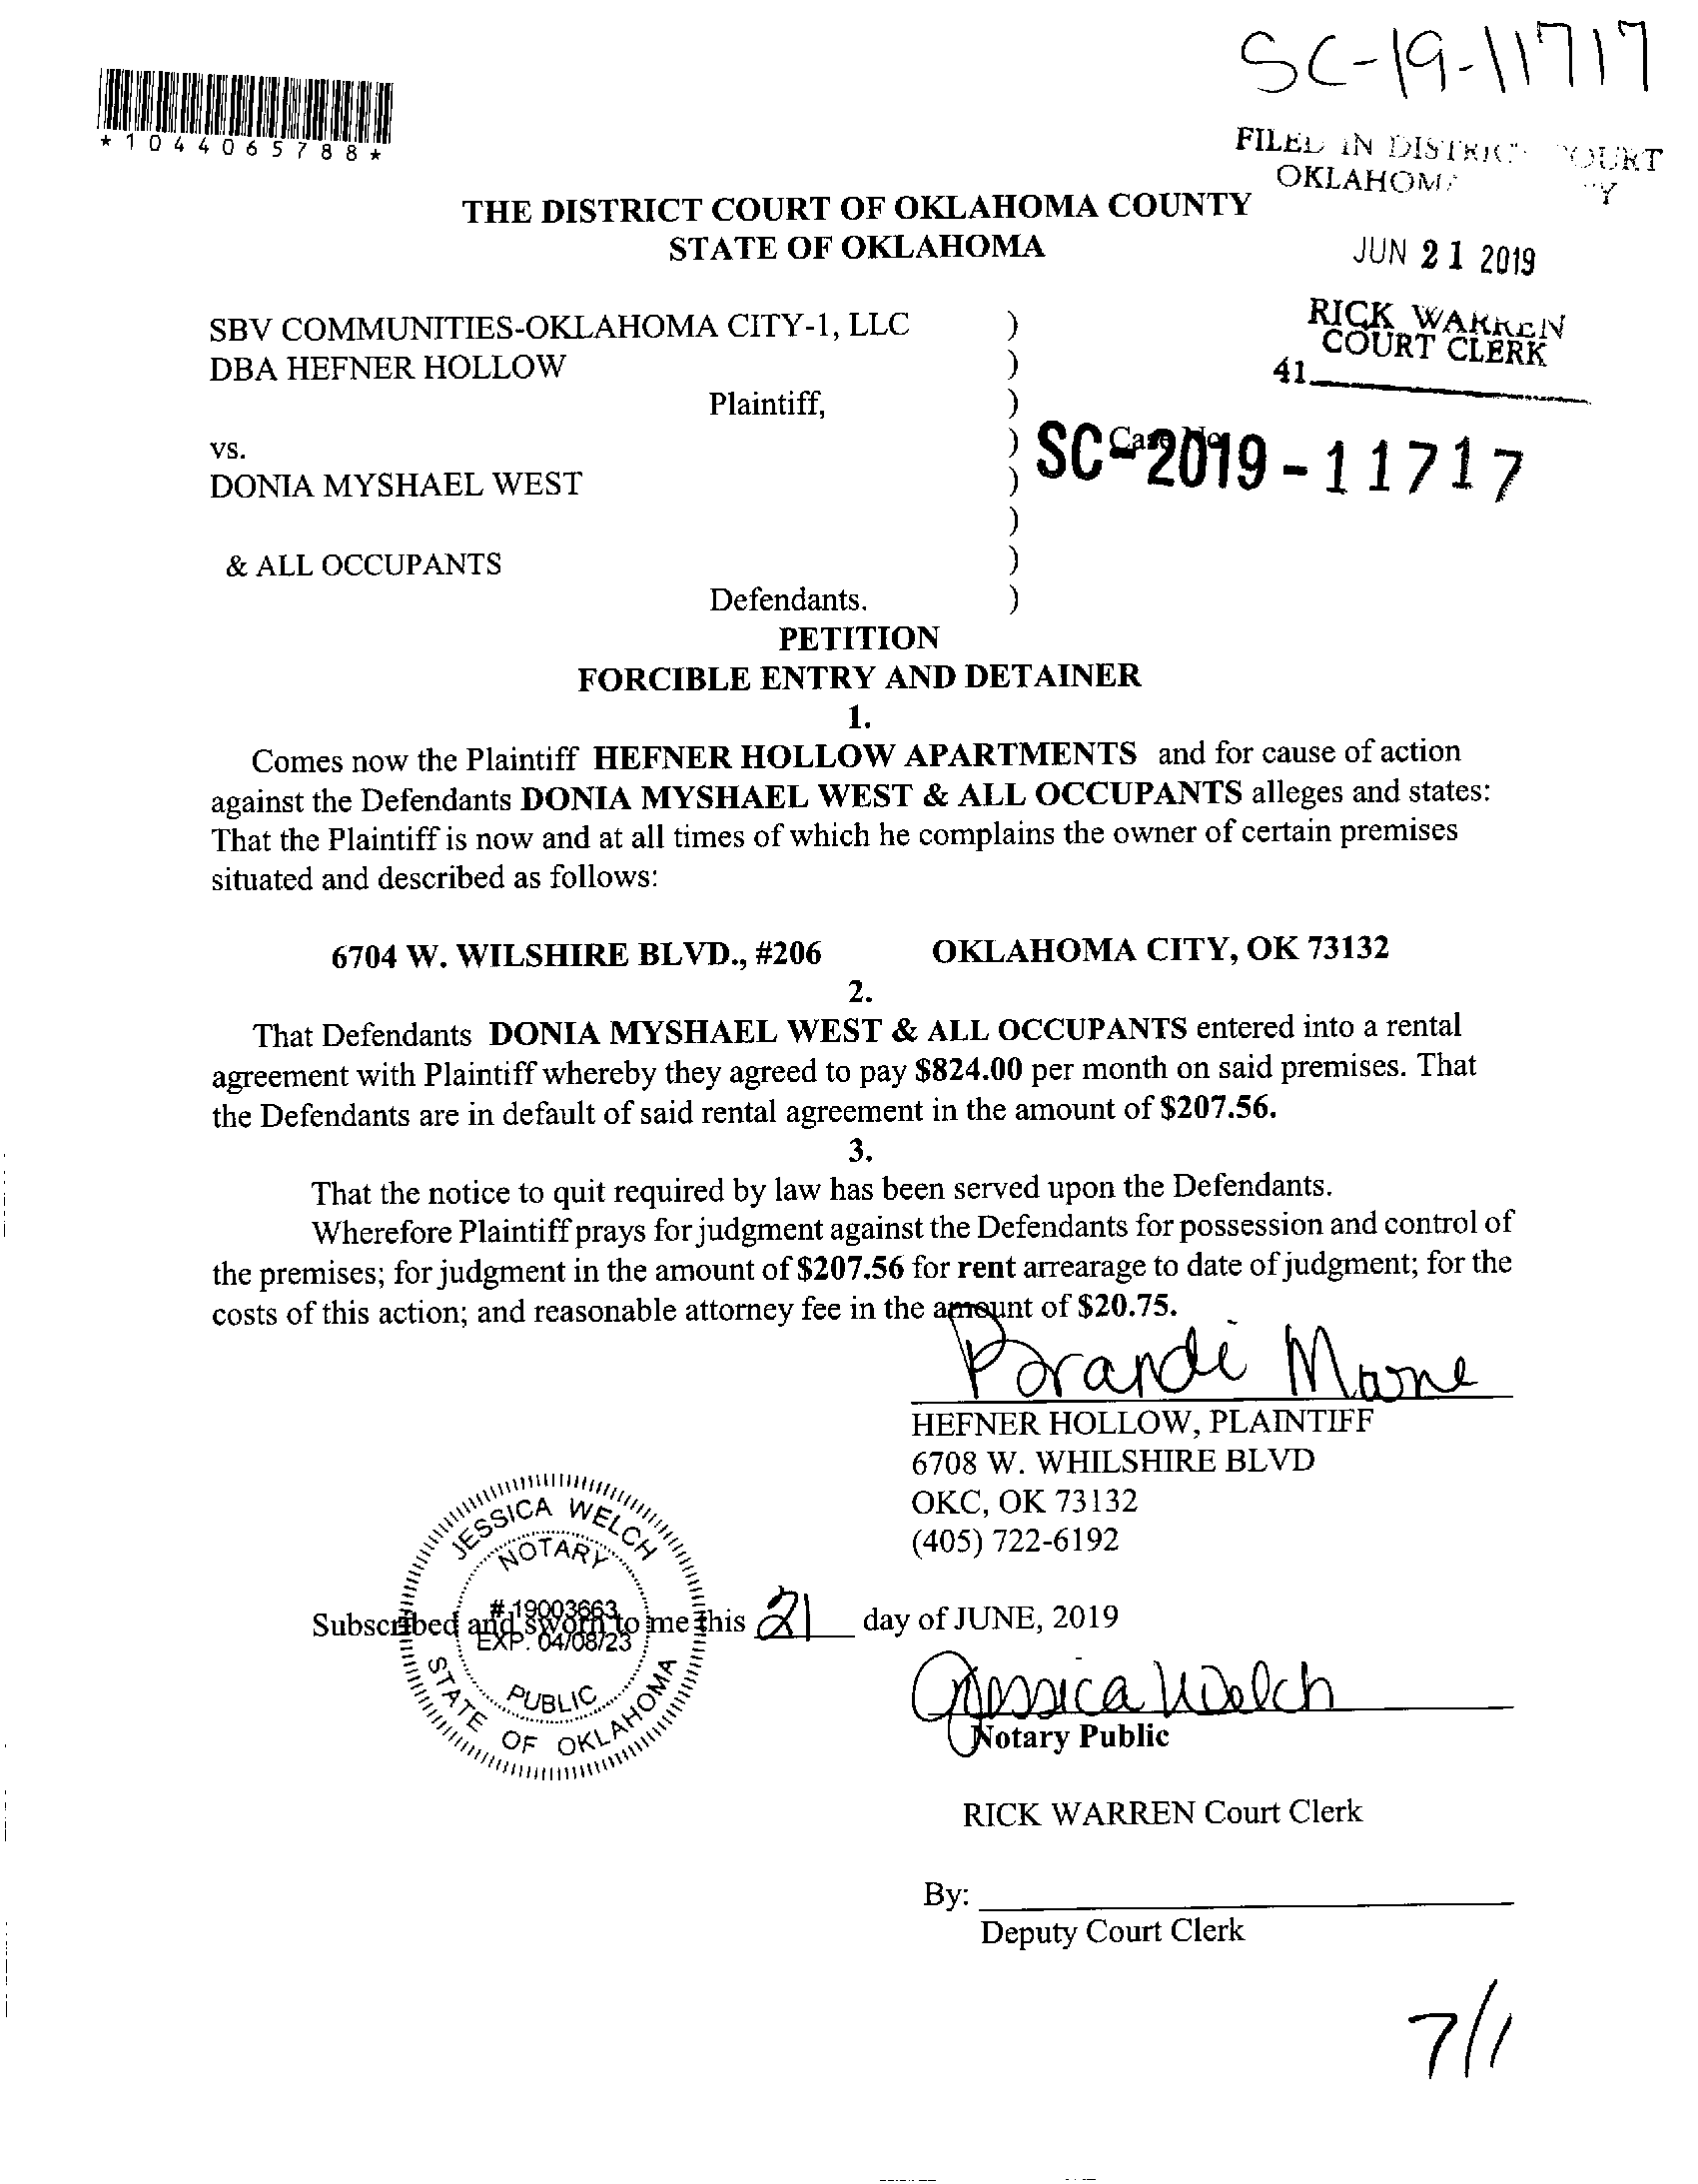 SC-19-11717
*1044065788*
FILED IN DISTRICT COURT
OKLAHOMA
THE DISTRICT COURT OF OKLAHOMA COUNTY
STATE OF OKLAHOMA
JUN 21 2019
RICK WARREN
COURT CLERK
41
SBV COMMUNITIES-OKLAHOMA CITY-1, LLC )
DBA HEFNER HOLLOW )
Plaintiff, )
vs. ) Case No.
SC-2019-11717
DONIA MYSHAEL WEST )
)
& ALL OCCUPANTS )
Defendants. )
PETITION
FORCIBLE ENTRY AND DETAINER
1.
Comes now the Plaintiff HEFNER HOLLOW APARTMENTS and for cause of action
against the Defendants DONIA MYSHAEL WEST & ALL OCCUPANTS alleges and states:
That the Plaintiff is now and at all times of which he complains the owner of certain premises
situated and described as follows:
6704 W. WILSHIRE BLVD., #206 OKLAHOMA CITY, OK 73132
2.
That Defendants DONIA MYSHAEL WEST & ALL OCCUPANTS entered into a rental
agreement with Plaintiff whereby they agreed to pay $824.00 per month on said premises. That
the Defendants are in default of said rental agreement in the amount of $207.56.
3.
That the notice to quit required by law has been served upon the Defendants.
Wherefore Plaintiff prays for judgment against the Defendants for possession and control of
the premises; for judgment in the amount of $207.56 for rent arrearage to date of judgment; for the
costs of this action; and reasonable attorney fee in the amount of $20.75.
Brandi
HEFNER HOLLOW, PLAINTIFF
6708 W. WHILSHIRE BLVD
OKC, OK 73132
(405) 722-6192
JESSICA WELCH
NOTARY
#19003663
EXP. 04/08/23
PUBLIC
STATE OF OKLAHOMA
Subscribed and sworn to me this 21 day of JUNE, 2019
Jessica Welch
Notary Public
RICK WARREN Court Clerk
By:
Deputy Court Clerk
7/1